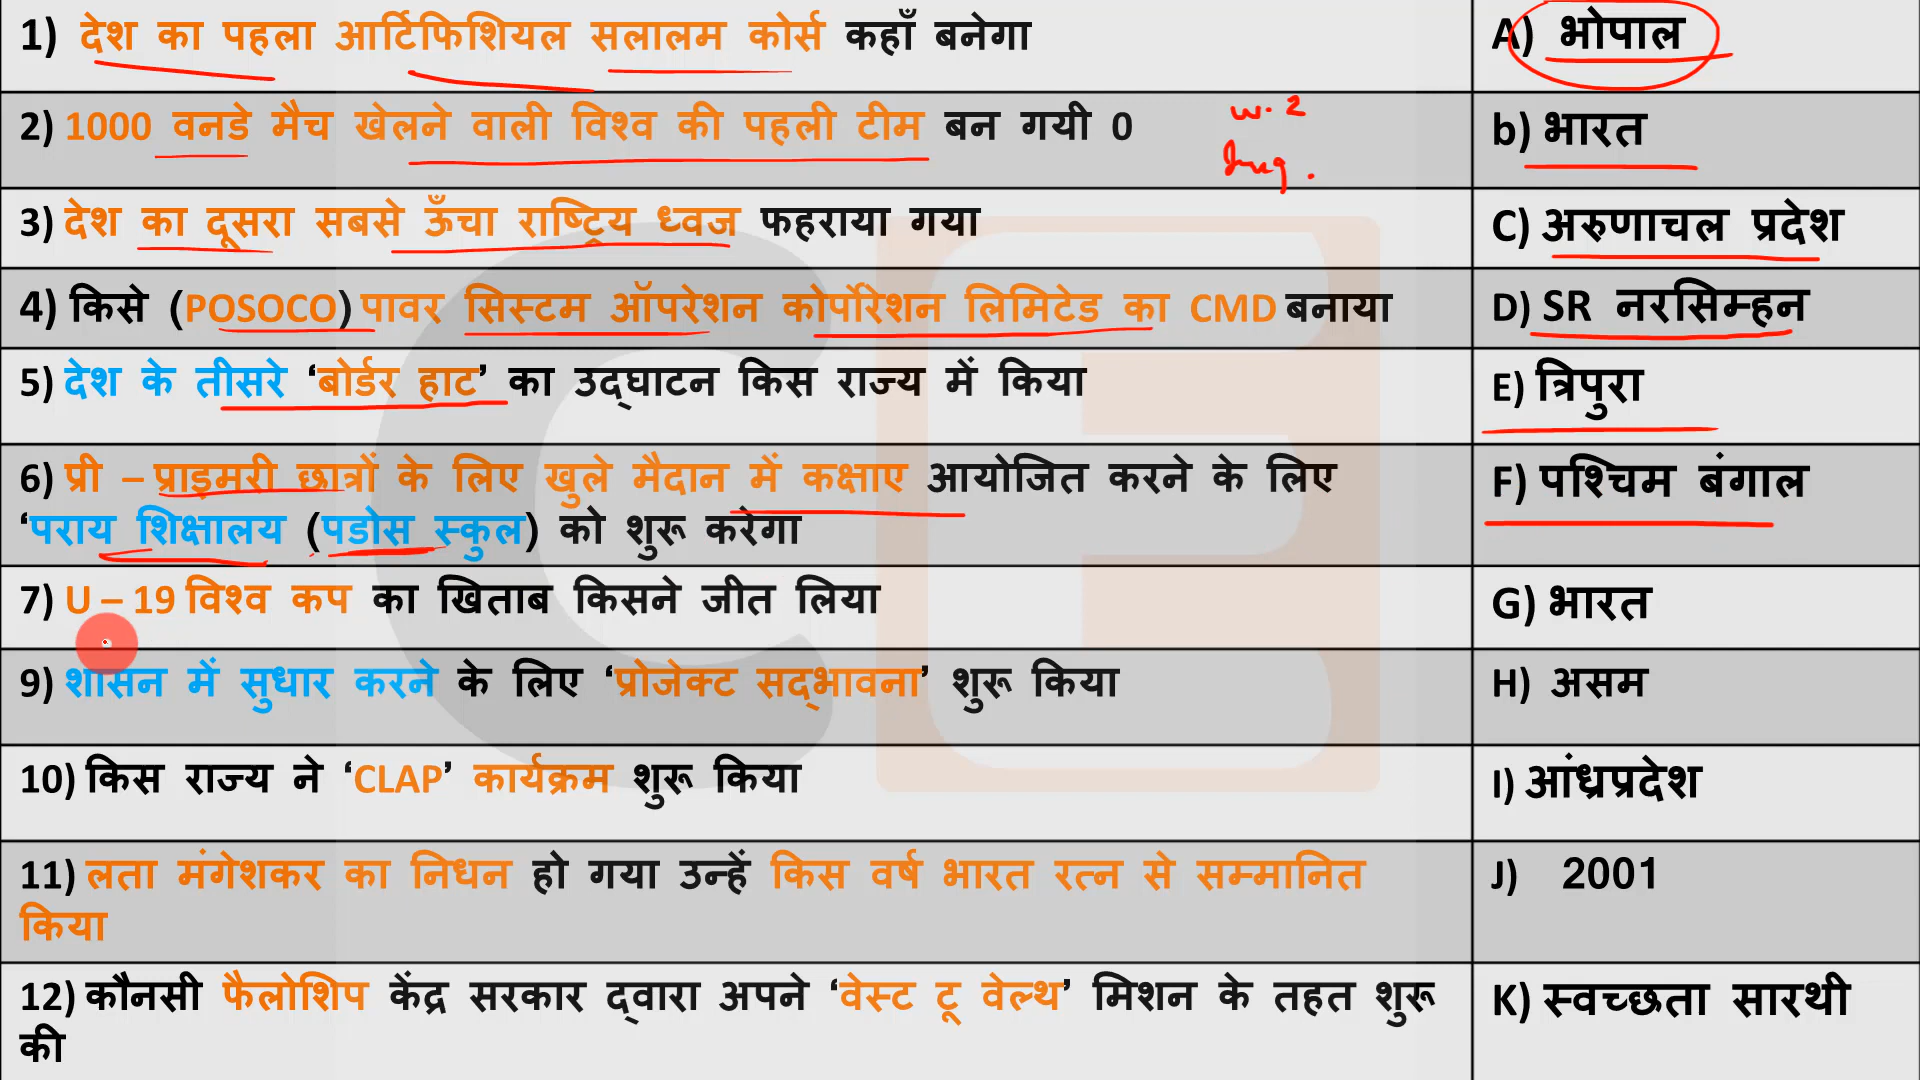 1) देश का पहला आर्टिफिशियल सलालम कोर्स कहाँ बनेगा
A) भोपाल
2) 1000 वनडे मैच खेलने वाली विश्व की पहली टीम बन गयी 0
w. 2
b) भारत
3) देश का दूसरा सबसे ऊँचा राष्ट्रिय ध्वज फहराया गया
C) अरुणाचल प्रदेश
4) किसे (POSOCO) पावर सिस्टम ऑपरेशन कोर्पोरेशन लिमिटेड का CMD बनाया
D) SR नरसिम्हन
5) देश के तीसरे ‘बोर्डर हाट’ का उद्घाटन किस राज्य में किया
E) त्रिपुरा
6) प्री – प्राइमरी छात्रों के लिए खुले मैदान में कक्षाए आयोजित करने के लिए
‘पराय शिक्षालय (पडोस स्कुल) को शुरू करेगा
F) पश्चिम बंगाल
7) U – 19 विश्व कप का खिताब किसने जीत लिया
G) भारत
9) शासन में सुधार करने के लिए ‘प्रोजेक्ट सद्भावना’ शुरू किया
H) असम
10) किस राज्य ने ‘CLAP’ कार्यक्रम शुरू किया
I) आंध्रप्रदेश
11) लता मंगेशकर का निधन हो गया उन्हें किस वर्ष भारत रत्न से सम्मानित
किया
J) 2001
12) कौनसी फैलोशिप केंद्र सरकार द्वारा अपने ‘वेस्ट टू वेल्थ’ मिशन के तहत शुरू
की
K) स्वच्छता सारथी